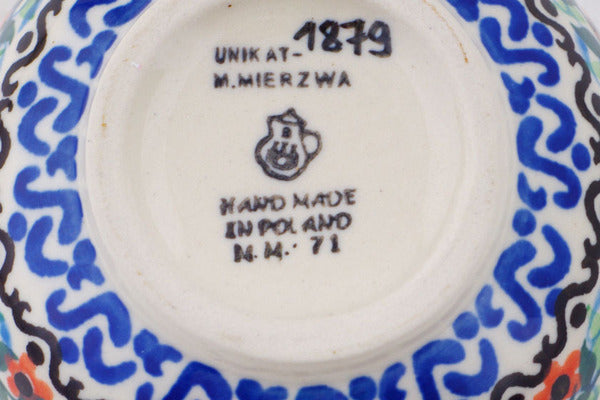 UNIKAT-1879
M.MIERZWA
HAND MADE
IN POLAND
M.M.: 71